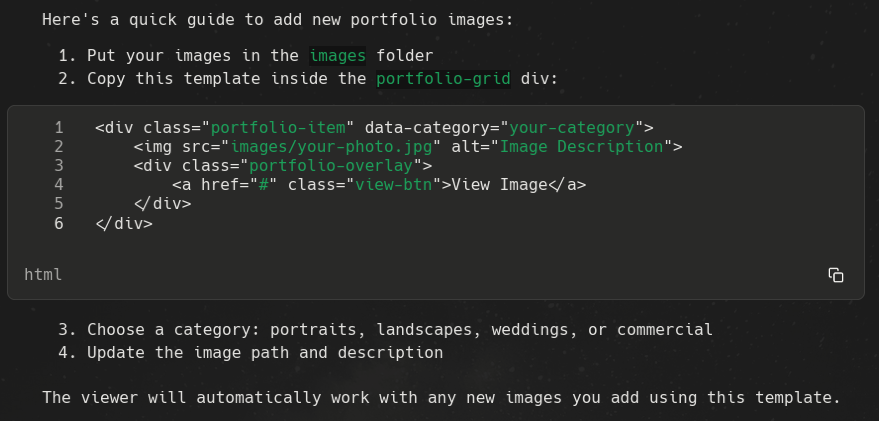 Here's a quick guide to add new portfolio images:
1. Put your images in the images folder
2. Copy this template inside the portfolio-grid div:
1 <div class="portfolio-item" data-category="your-category">
2     <img src="images/your-photo.jpg" alt="Image Description">
3     <div class="portfolio-overlay">
4         <a href="#" class="view-btn">View Image</a>
5     </div>
6 </div>
html
3. Choose a category: portraits, landscapes, weddings, or commercial
4. Update the image path and description
The viewer will automatically work with any new images you add using this template.